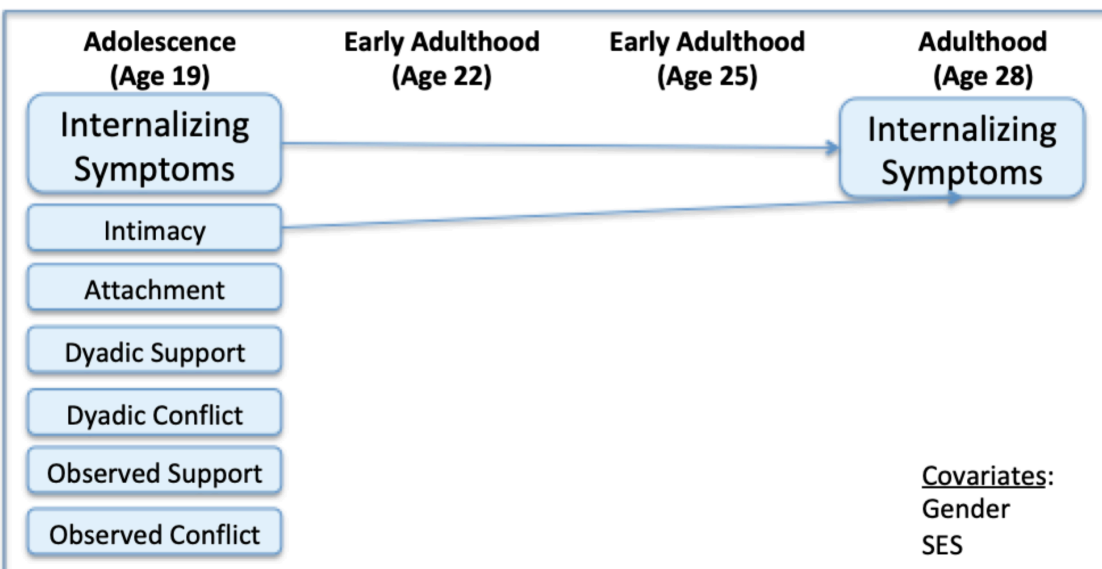 Adolescence
(Age 19)
Early Adulthood
(Age 22)
Early Adulthood
(Age 25)
Adulthood
(Age 28)
Internalizing
Symptoms
Internalizing
Symptoms
Intimacy
Attachment
Dyadic Support
Dyadic Conflict
Observed Support
Observed Conflict
Covariates:
Gender
SES